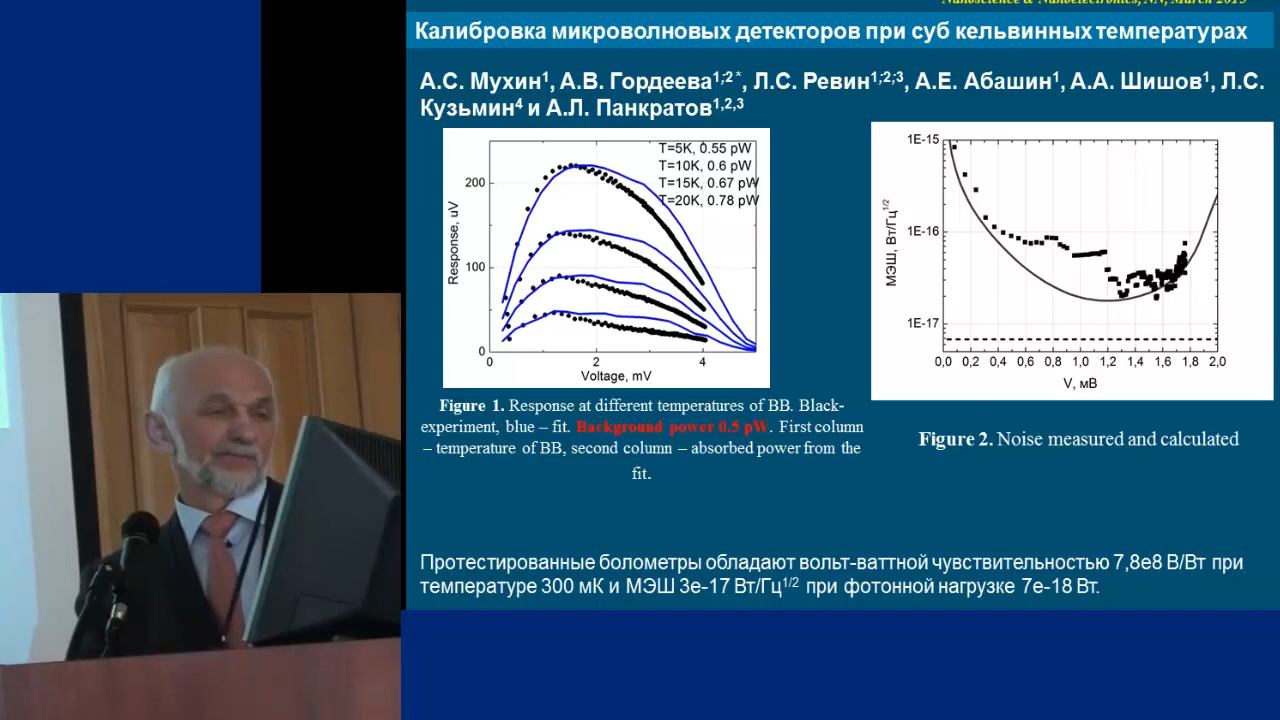 Nanoscience & Nanoelectronics, NN, March 2015
Калибровка микроволновых детекторов при суб кельвинных температурах
А.С. Мухин1, А.В. Гордеева1;2*, Л.С. Ревин1;2;3, А.Е. Абашин1, А.А. Шишов1, Л.С.
Кузьмин4 и А.Л. Панкратов1,2,3
T=5K, 0.55 pW
T=10K, 0.6 pW
T=15K, 0.67 pW
T=20K, 0.78 pW
Response, uV
200
100
0
0 2 4
Voltage, mV
1E-15
1E-16
1E-17
МЭШ, Вт/Гц1/2
0,0 0,2 0,4 0,6 0,8 1,0 1,2 1,4 1,6 1,8 2,0
V, мВ
Figure 1. Response at different temperatures of BB. Black-
experiment, blue – fit. Background power 0.5 pW. First column
– temperature of BB, second column – absorbed power from the
fit.
Figure 2. Noise measured and calculated
Протестированные болометры обладают вольт-ваттной чувствительностью 7,8е8 В/Вт при
температуре 300 мК и МЭШ 3е-17 Вт/Гц1/2 при фотонной нагрузке 7е-18 Вт.